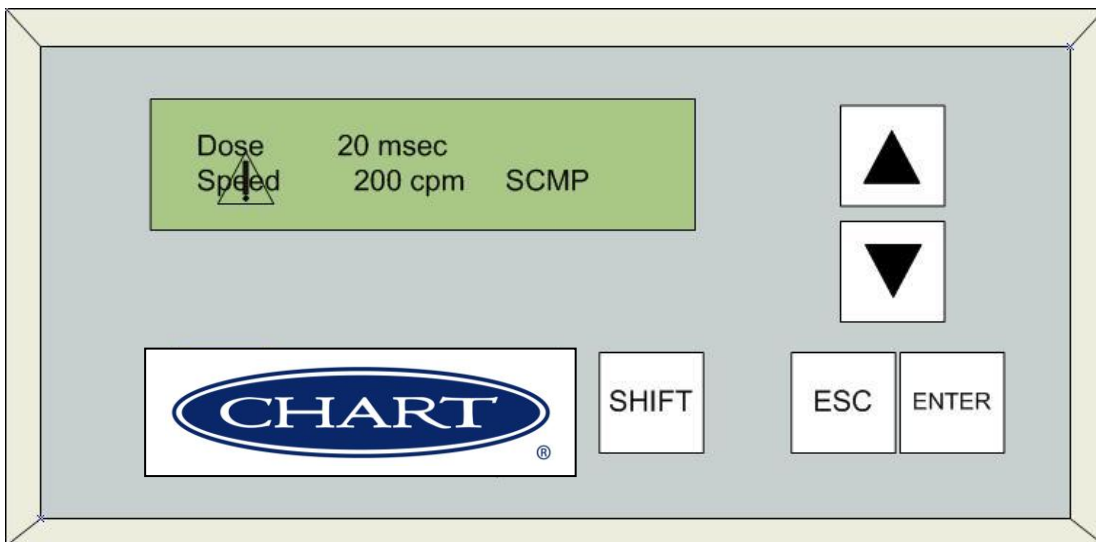 Dose 20 msec
Speed 200 cpm SCMP
CHART ®
SHIFT
ESC
ENTER